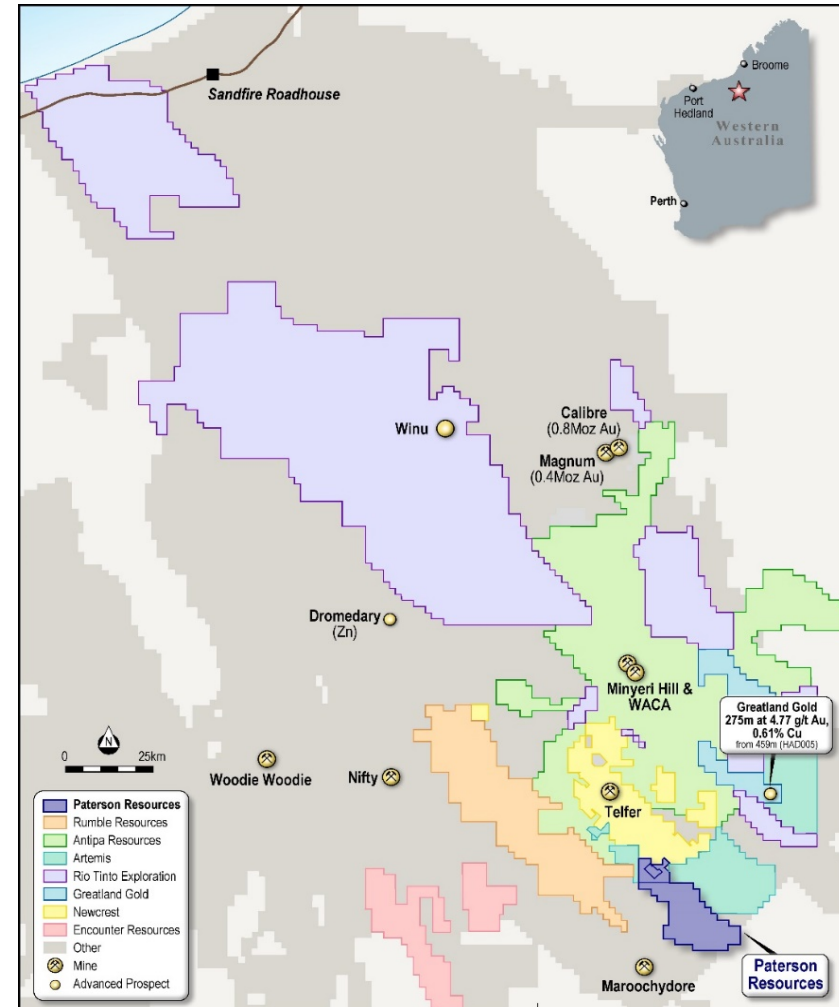 Sandfire Roadhouse
Broome
Port
Hedland
Western
Australia
Perth
Winu
Calibre
(0.8Moz Au)
Magnum
(0.4Moz Au)
Dromedary
(Zn)
Minyeri Hill &
WACA
Greatland Gold
275m at 4.77 g/t Au,
0.61% Cu
from 459m (HAD005)
N
0 25km
Woodie Woodie
Nifty
Telfer
Paterson Resources
Rumble Resources
Antipa Resources
Artemis
Rio Tinto Exploration
Greatland Gold
Newcrest
Encounter Resources
Other
Mine
Advanced Prospect
Maroochydore
Paterson
Resources